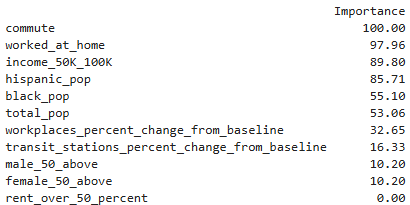 Importance
commute 100.00
worked_at_home 97.96
income_50K_100K 89.80
hispanic_pop 85.71
black_pop 55.10
total_pop 53.06
workplaces_percent_change_from_baseline 32.65
transit_stations_percent_change_from_baseline 16.33
male_50_above 10.20
female_50_above 10.20
rent_over_50_percent 0.00